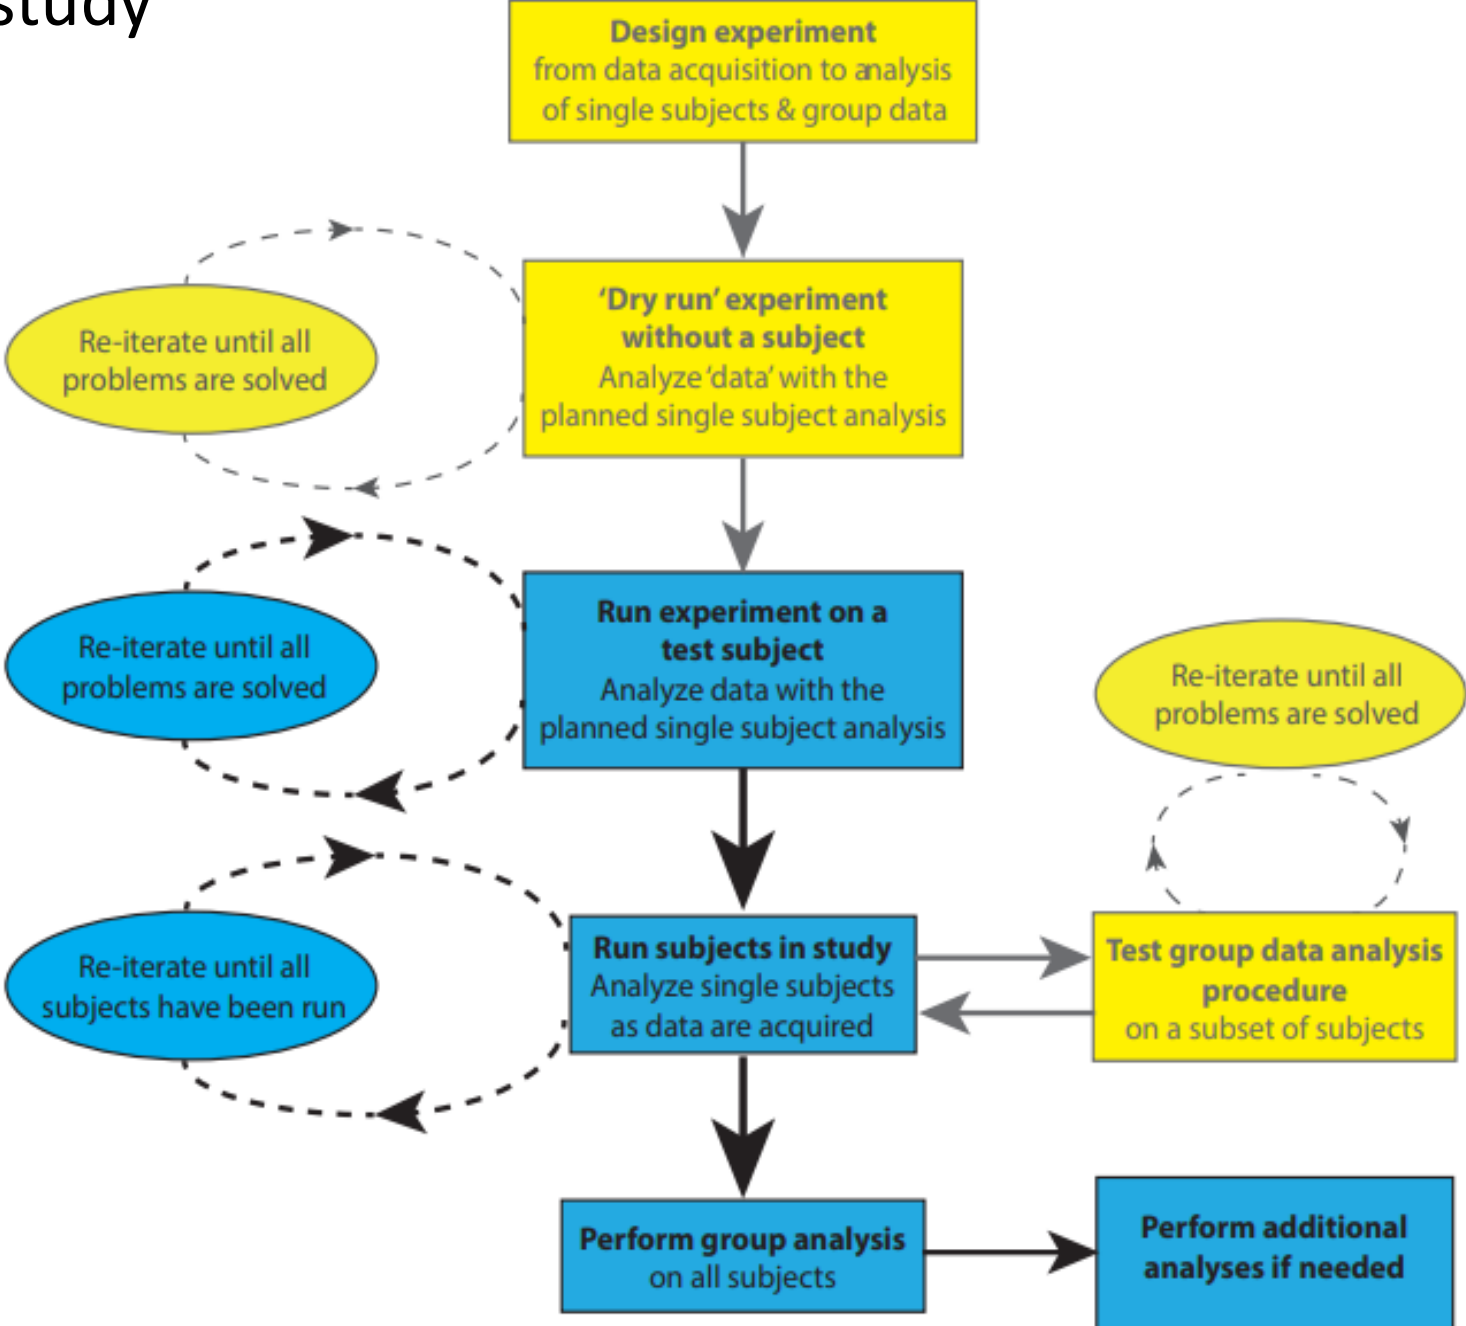 study
Design experiment
from data acquisition to analysis
of single subjects & group data
'Dry run' experiment
without a subject
Analyze 'data' with the
planned single subject analysis
Re-iterate until all
problems are solved
Run experiment on a
test subject
Analyze data with the
planned single subject analysis
Re-iterate until all
problems are solved
Re-iterate until all
problems are solved
Run subjects in study
Analyze single subjects
as data are acquired
Re-iterate until all
subjects have been run
Test group data analysis
procedure
on a subset of subjects
Perform group analysis
on all subjects
Perform additional
analyses if needed